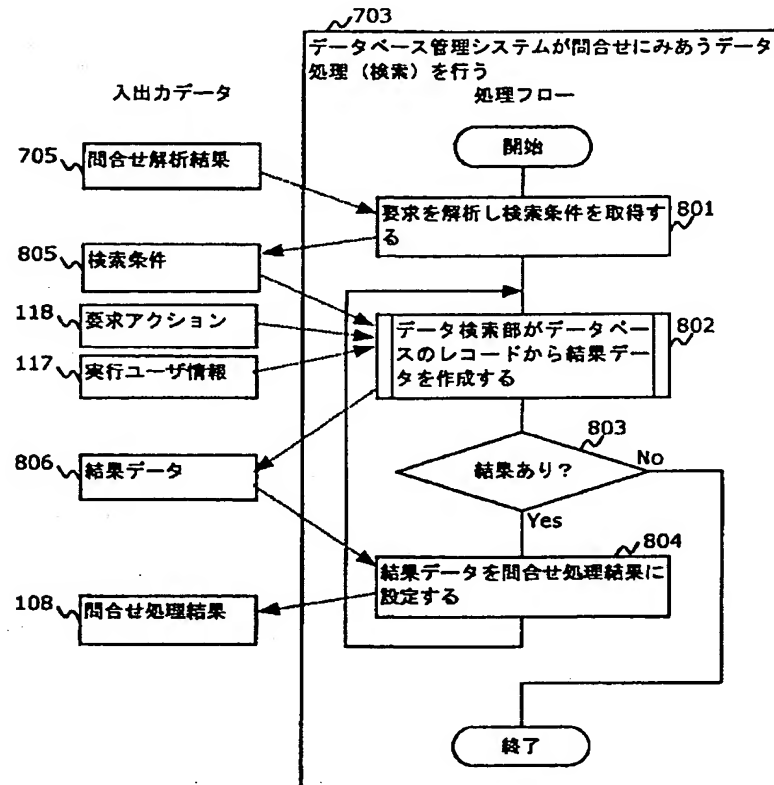 703
データベース管理システムが問合せにみあうデータ
処理（検索）を行う
入出力データ
処理フロー
開始
705
問合せ解析結果
要求を解析し検索条件を取得す
る
801
805
検索条件
118
要求アクション
117
実行ユーザ情報
データ検索部がデータベー
スのレコードから結果デー
タを作成する
802
803
結果あり？
No
Yes
806
結果データ
804
結果データを問合せ処理結果に
設定する
108
問合せ処理結果
終了